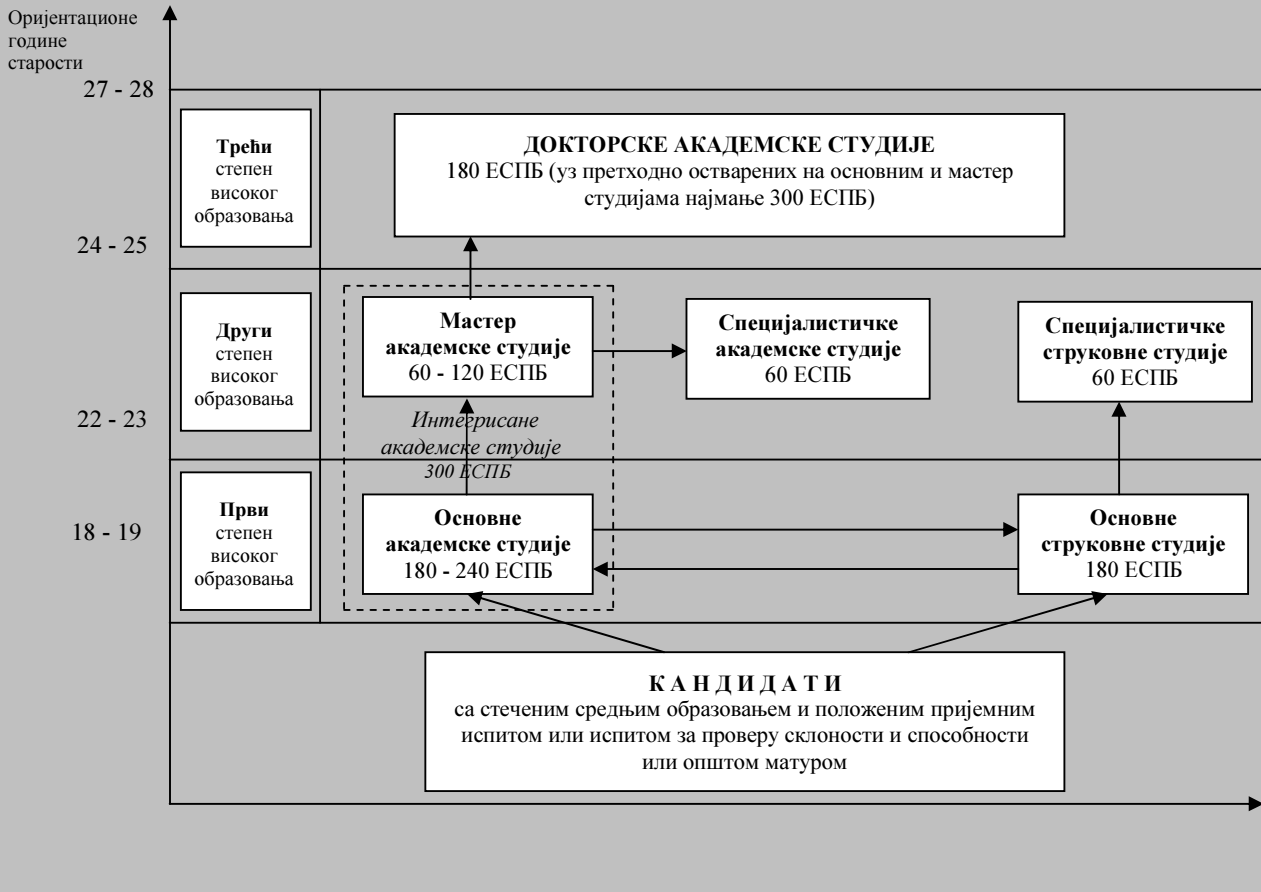 Оријентационе
године
старости
27 - 28
Трећи
степен
високог
образовања
ДОКТОРСКЕ АКАДЕМСКЕ СТУДИЈЕ
180 ЕСПБ (уз претходно остварених на основним и мастер
студијама најмање 300 ЕСПБ)
24 - 25
Други
степен
високог
образовања
Мастер
академске студије
60 - 120 ЕСПБ
Специјалистичке
академске студије
60 ЕСПБ
Специјалистичке
струковне студије
60 ЕСПБ
22 - 23
Интегрисане
академске студије
300 ЕСПБ
Први
степен
високог
образовања
18 - 19
Основне
академске студије
180 - 240 ЕСПБ
Основне
струковне студије
180 ЕСПБ
К А Н Д И Д А Т И
са стеченим средњим образовањем и положеним пријемним
испитом или испитом за проверу склоности и способности
или општом матуром